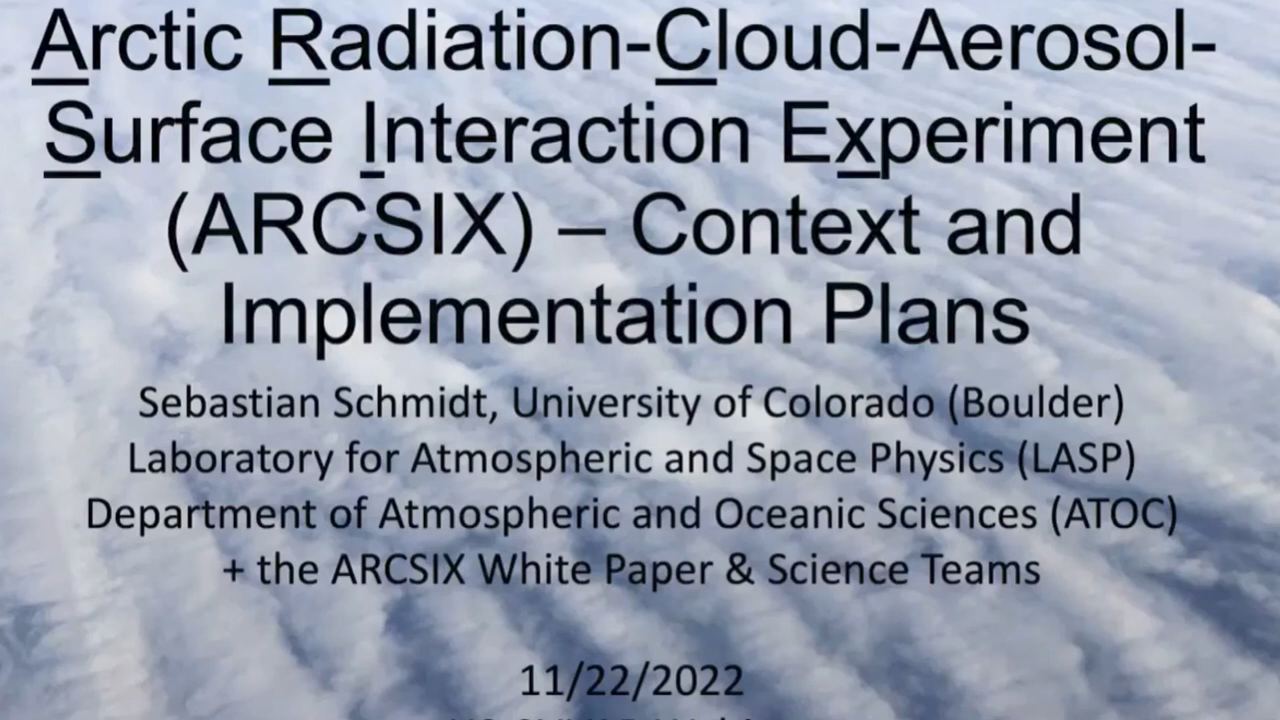 Arctic Radiation-Cloud-Aerosol-
Surface Interaction Experiment
(ARCSIX) – Context and
Implementation Plans
Sebastian Schmidt, University of Colorado (Boulder)
Laboratory for Atmospheric and Space Physics (LASP)
Department of Atmospheric and Oceanic Sciences (ATOC)
+ the ARCSIX White Paper & Science Teams
11/22/2022